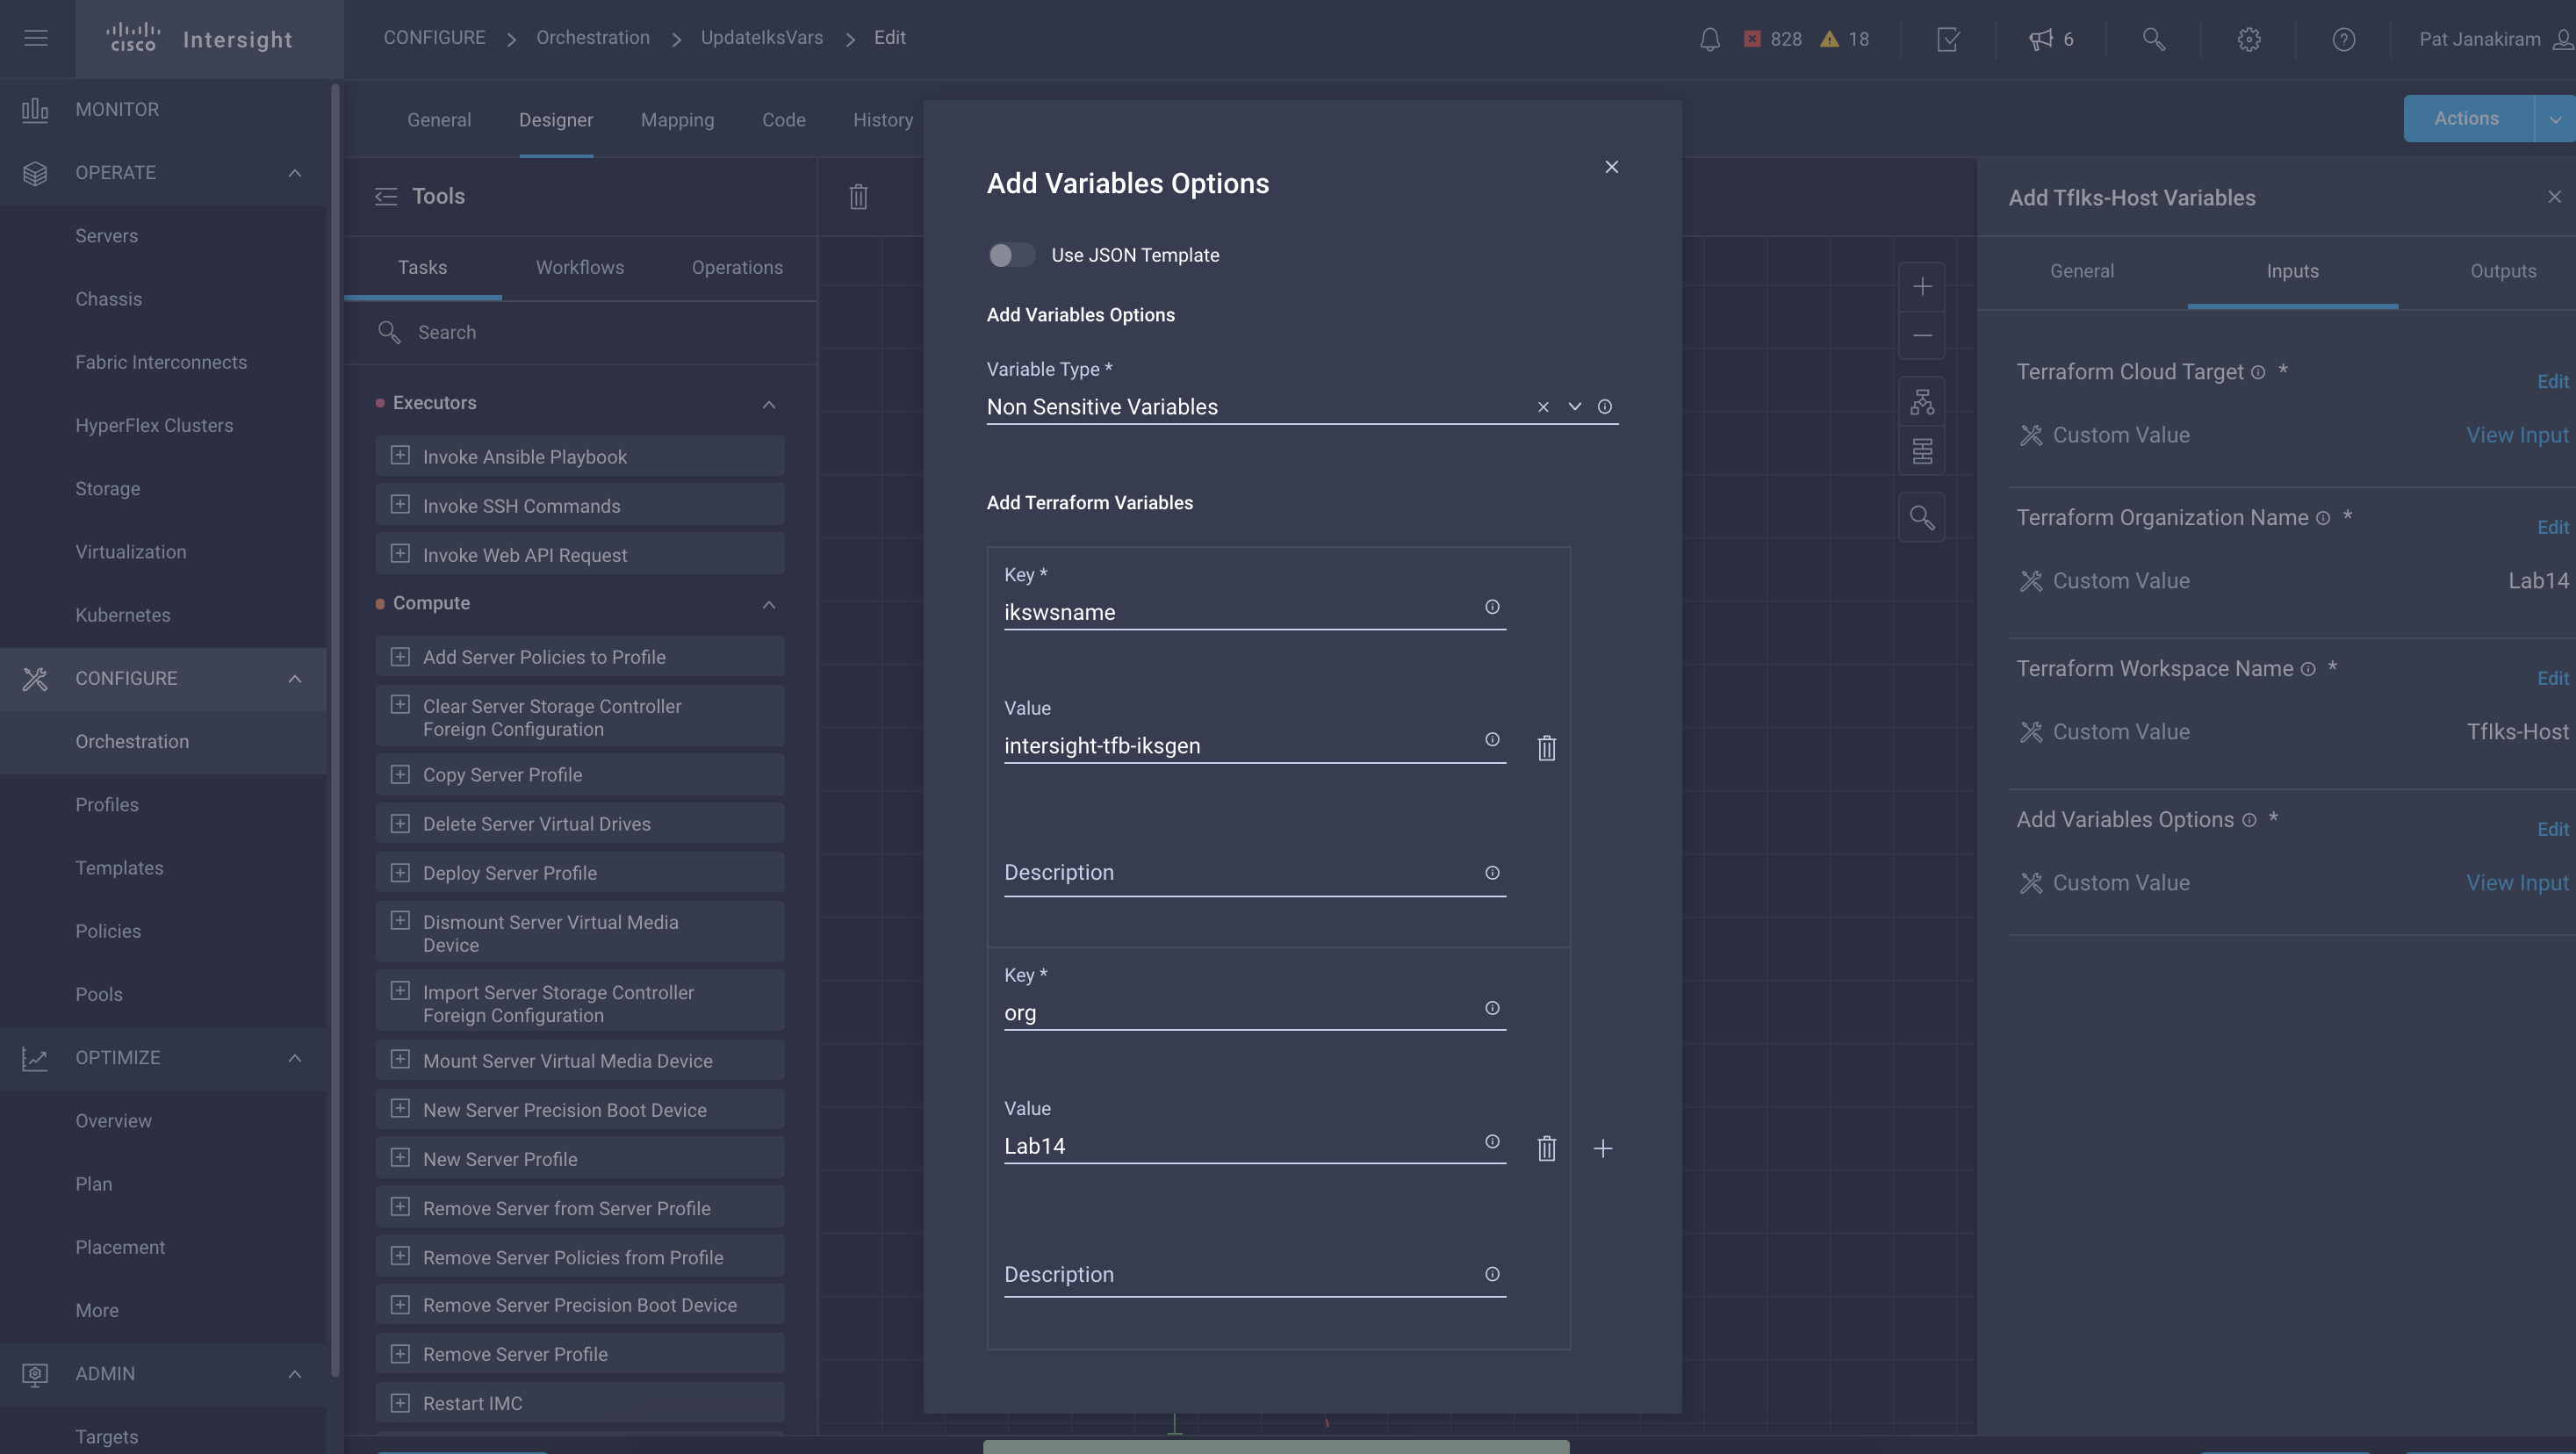 CISCO
Intersight
CONFIGURE
Orchestration
UpdateIksVars
Edit
828
18
6
Pat Janakiram
MONITOR
OPERATE
Servers
Chassis
Fabric Interconnects
HyperFlex Clusters
Storage
Virtualization
Kubernetes
CONFIGURE
Orchestration
Profiles
Templates
Policies
Pools
OPTIMIZE
Overview
Plan
Placement
More
ADMIN
Targets
General
Designer
Mapping
Code
History
Actions
Tools
Tasks
Workflows
Operations
Search
Executors
Invoke Ansible Playbook
Invoke SSH Commands
Invoke Web API Request
Compute
Add Server Policies to Profile
Clear Server Storage Controller
Foreign Configuration
Copy Server Profile
Delete Server Virtual Drives
Deploy Server Profile
Dismount Server Virtual Media
Device
Import Server Storage Controller
Foreign Configuration
Mount Server Virtual Media Device
New Server Precision Boot Device
New Server Profile
Remove Server from Server Profile
Remove Server Policies from Profile
Remove Server Precision Boot Device
Remove Server Profile
Restart IMC
Add Variables Options
Use JSON Template
Add Variables Options
Variable Type *
Non Sensitive Variables
Add Terraform Variables
Key *
ikswsname
Value
intersight-tfb-iksgen
Description
Key *
org
Value
Lab14
Description
Add TfIks-Host Variables
General
Inputs
Outputs
Terraform Cloud Target *
Edit
Custom Value
View Input
Terraform Organization Name *
Edit
Custom Value
Lab14
Terraform Workspace Name *
Edit
Custom Value
TfIks-Host
Add Variables Options *
Edit
Custom Value
View Input